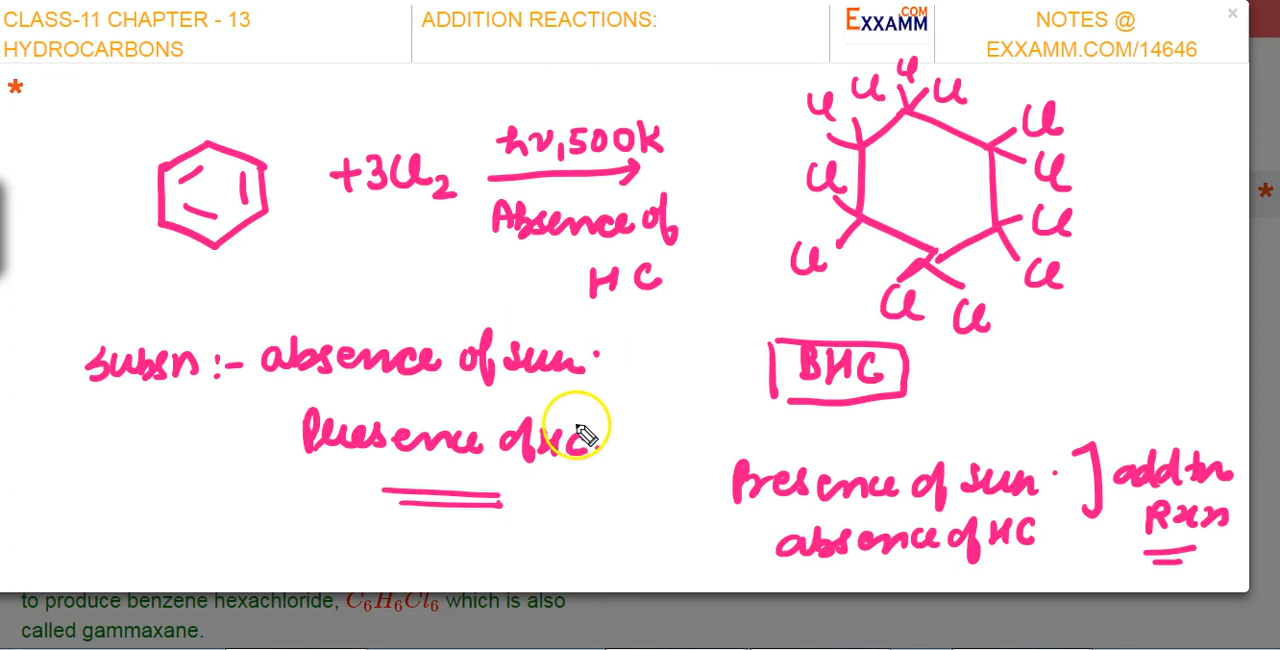 CLASS-11 CHAPTER - 13
HYDROCARBONS
ADDITION REACTIONS:
EXXAMM.COM
NOTES @
EXXAMM.COM/14646
×
*
+3Cl₂
hν,500K
Absence of
HC
Cl Cl Cl Cl
Cl
Cl
Cl
Cl
Cl
Cl
Cl Cl
BHC
*
Subsn :- absence of sun.
Presence of HC.
Presence of sun.
absence of HC
] addtn
Rxn
to produce benzene hexachloride, C₆H₆Cl₆ which is also
called gammaxane.